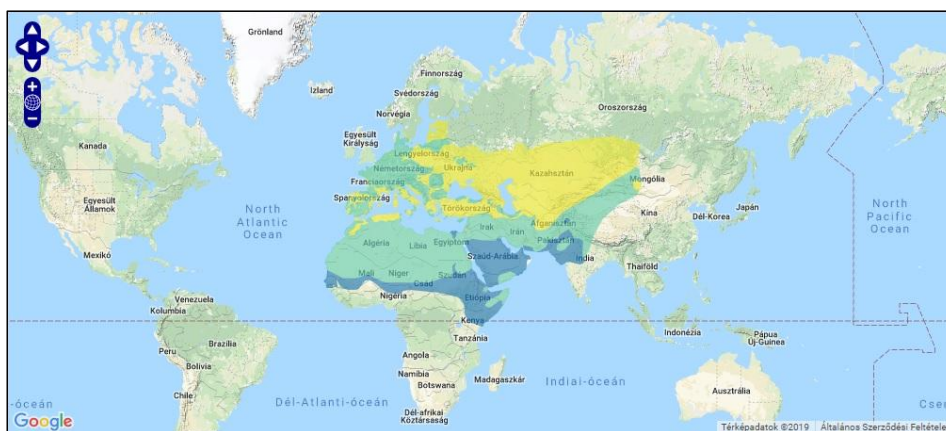 Grönland
Izland
Finnország
Svédország
Norvégia
Oroszország
Egyesült
Királyság
Kanada
Lengyelország
Németország
Ukrajna
Kazahsztán
Mongólia
Franciaország
Spanyolország
Törökország
Egyesült
Államok
North
Atlantic
Ocean
Irak
Irán
Afganisztán
Pakisztán
Kína
Dél-Korea
Japán
North
Pacific
Ocean
Algéria
Líbia
Egyiptom
Szaúd-Arábia
India
Mexikó
Mali
Niger
Csád
Szudán
Thaiföld
Nigéria
Etiópia
Venezuela
Kolumbia
Kenya
Tanzánia
Indonézia
Pápua
Új-Guinea
Peru
Brazília
Bolívia
Angola
Namíbia
Botswana
Madagaszkár
Indiai-óceán
Ausztrália
Chile
Dél-afrikai
Köztársaság
-óceán
Dél-Atlanti-óceán
Csen
Google
Térképadatok ©2019
Általános Szerződési Feltételek